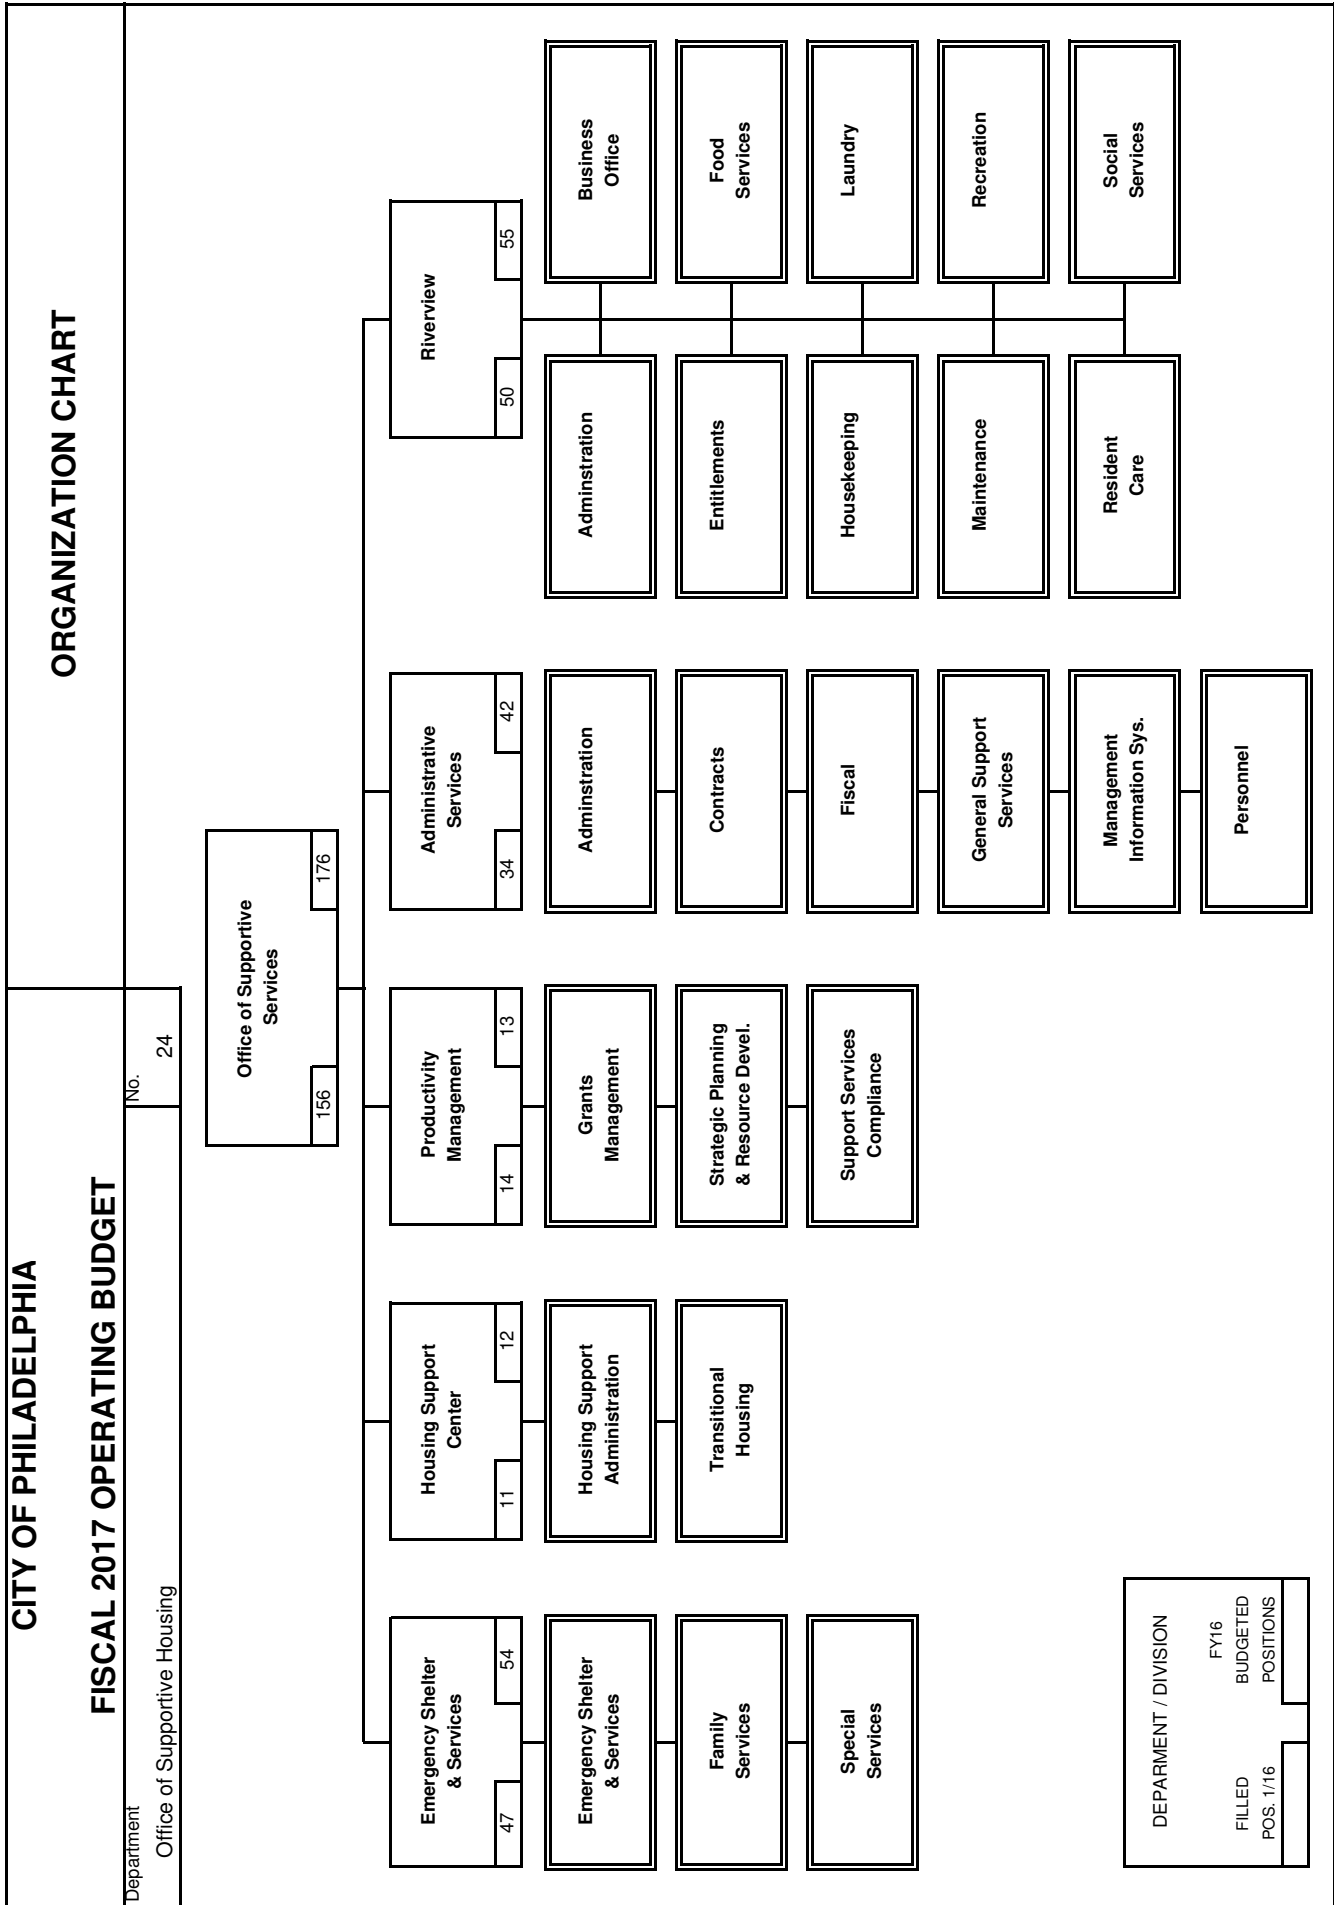 CITY OF PHILADELPHIA
FISCAL 2017 OPERATING BUDGET
ORGANIZATION CHART
Department
Office of Supportive Housing
No.
24
Office of Supportive
Services
156
176
Emergency Shelter
& Services
47
54
Housing Support
Center
11
12
Productivity
Management
14
13
Administrative
Services
34
42
Riverview
50
55
Emergency Shelter
& Services
Family
Services
Special
Services
Housing Support
Administration
Transitional
Housing
Grants
Management
Strategic Planning
& Resource Devel.
Support Services
Compliance
Adminstration
Contracts
Fiscal
General Support
Services
Management
Information Sys.
Personnel
Adminstration
Business
Office
Entitlements
Food
Services
Housekeeping
Laundry
Maintenance
Recreation
Resident
Care
Social
Services
DEPARMENT / DIVISION
FY16
FILLED BUDGETED
POS. 1/16 POSITIONS